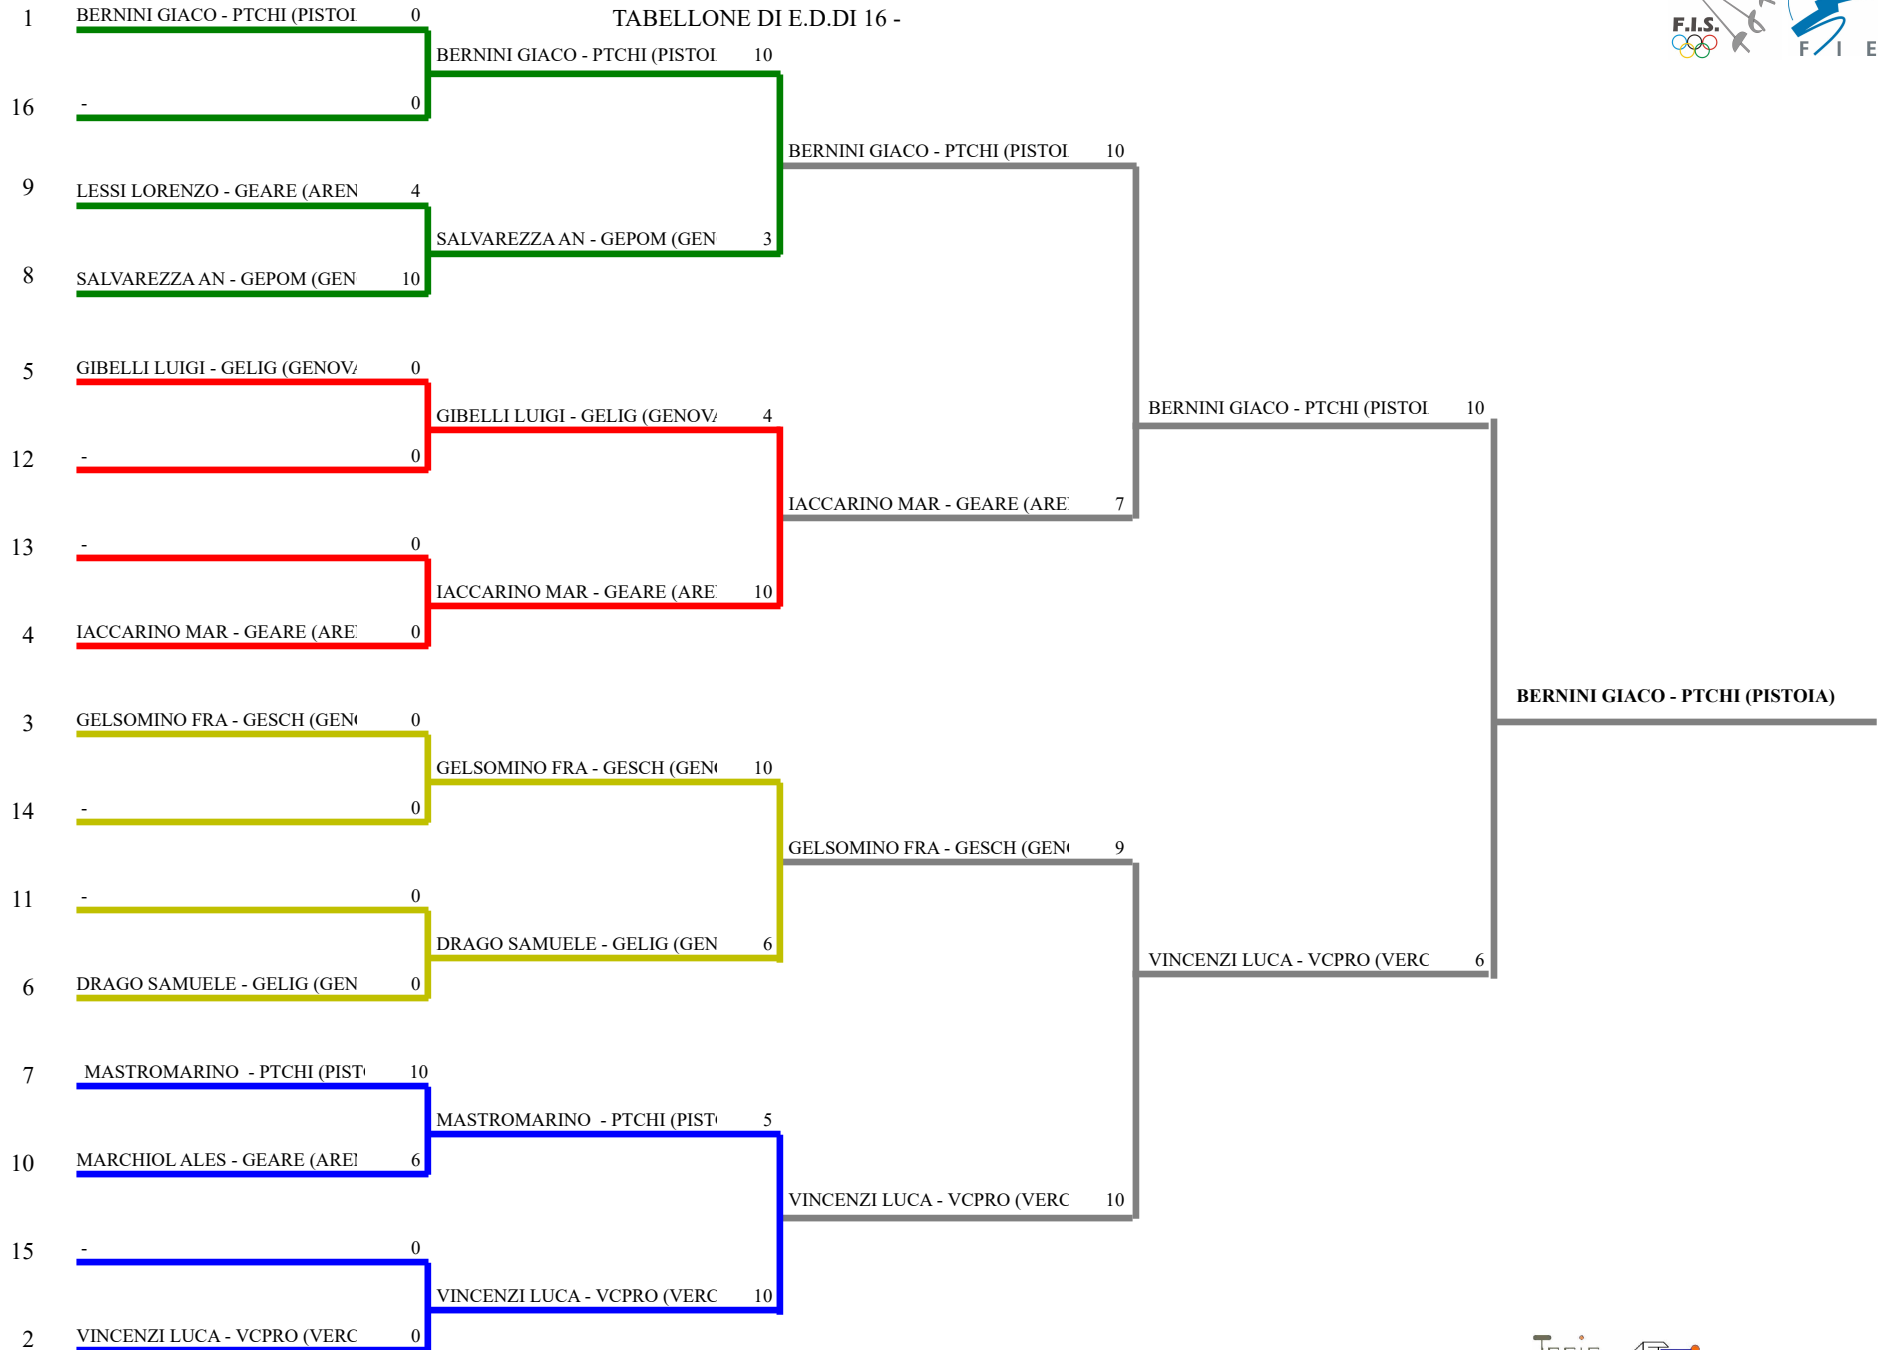 TABELLONE DI E.D.DI 16 -
F.I.S.
F I E
1 BERNINI GIACO - PTCHI (PISTOI 0
BERNINI GIACO - PTCHI (PISTOI 10
16 - 0
BERNINI GIACO - PTCHI (PISTOI 10
9 LESSI LORENZO - GEARE (AREN 4
SALVAREZZA AN - GEPOM (GEN 3
8 SALVAREZZA AN - GEPOM (GEN 10
5 GIBELLI LUIGI - GELIG (GENOVA 0
GIBELLI LUIGI - GELIG (GENOVA 4
BERNINI GIACO - PTCHI (PISTOI 10
12 - 0
IACCARINO MAR - GEARE (ARE 7
13 - 0
IACCARINO MAR - GEARE (ARE 10
4 IACCARINO MAR - GEARE (ARE 0
BERNINI GIACO - PTCHI (PISTOIA)
3 GELSOMINO FRA - GESCH (GEN 0
GELSOMINO FRA - GESCH (GEN 10
14 - 0
GELSOMINO FRA - GESCH (GEN 9
11 - 0
DRAGO SAMUELE - GELIG (GEN 6
VINCENZI LUCA - VCPRO (VERC 6
6 DRAGO SAMUELE - GELIG (GEN 0
7 MASTROMARINO - PTCHI (PIST 10
MASTROMARINO - PTCHI (PIST 5
10 MARCHIOL ALES - GEARE (ARE 6
VINCENZI LUCA - VCPRO (VERC 10
15 - 0
VINCENZI LUCA - VCPRO (VERC 10
2 VINCENZI LUCA - VCPRO (VERC 0